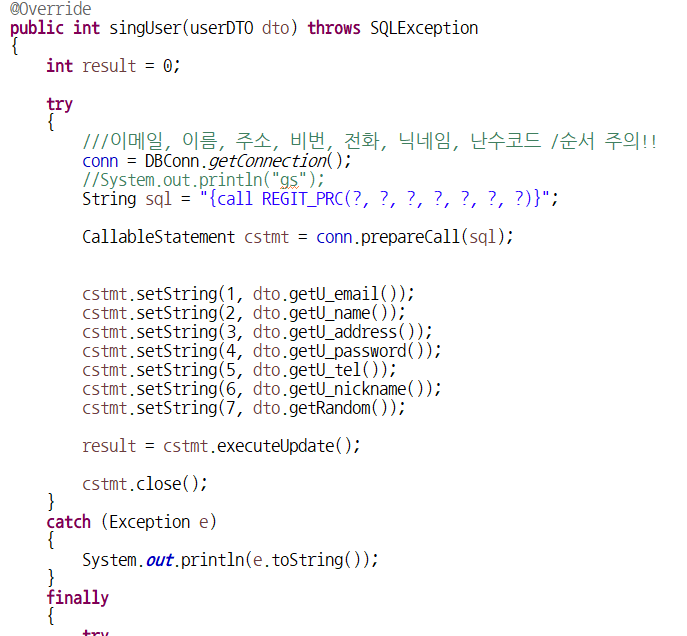 @Override
public int singUser(userDTO dto) throws SQLException
{
int result = 0;
try
{
///이메일, 이름, 주소, 비번, 전화, 닉네임, 난수코드 /순서 주의!!
conn = DBConn.getConnection();
//System.out.println("gs");
String sql = "{call REGIT_PRC(?, ?, ?, ?, ?, ?, ?)}";
CallableStatement cstmt = conn.prepareCall(sql);
cstmt.setString(1, dto.getU_email());
cstmt.setString(2, dto.getU_name());
cstmt.setString(3, dto.getU_address());
cstmt.setString(4, dto.getU_password());
cstmt.setString(5, dto.getU_tel());
cstmt.setString(6, dto.getU_nickname());
cstmt.setString(7, dto.getRandom());
result = cstmt.executeUpdate();
cstmt.close();
}
catch (Exception e)
{
System.out.println(e.toString());
}
finally
{
try